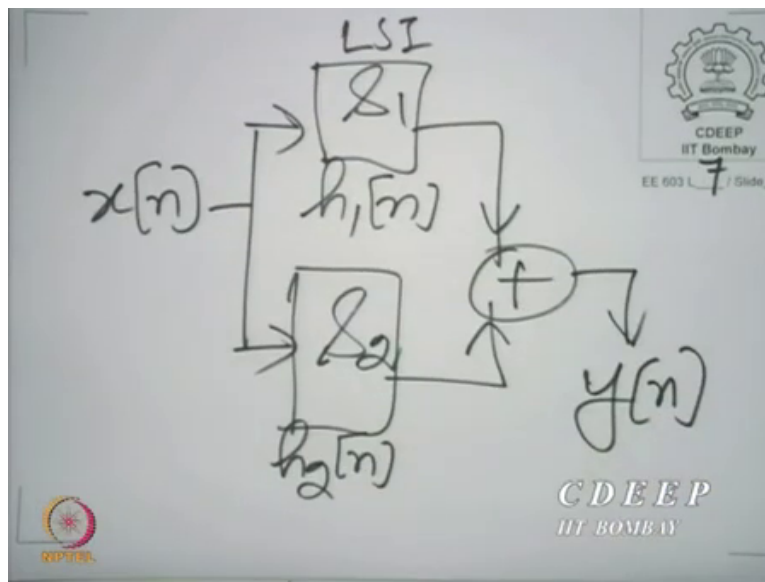 LSI
S1
h1[n]
x[n]
+
S2
h2[n]
y[n]
CDEEP
IIT Bombay
EE 603 L 7 / Slide
CDEEP
IIT BOMBAY
NPTEL